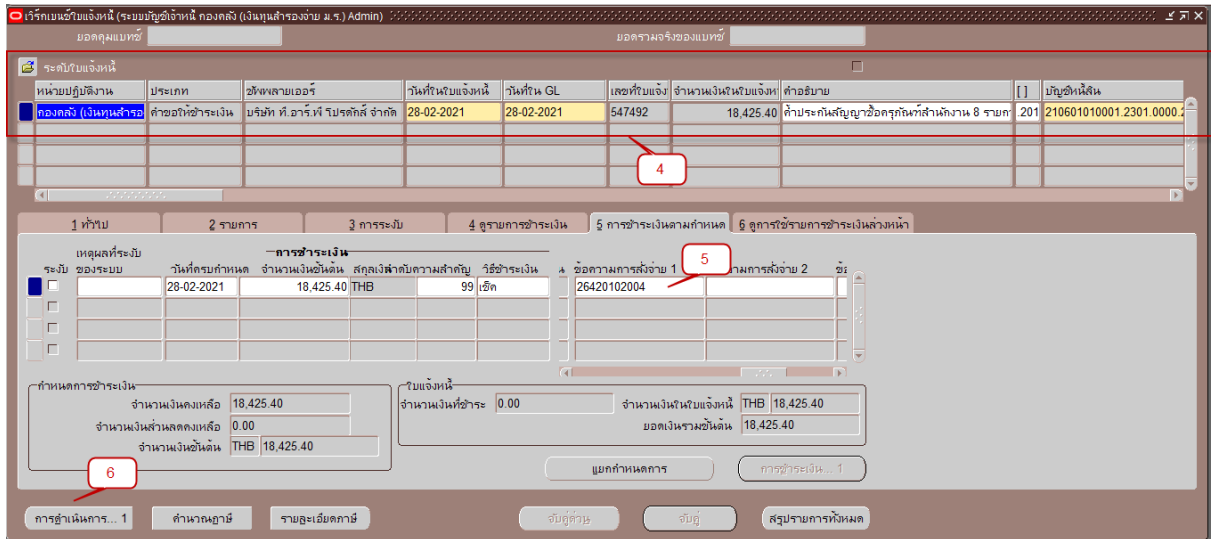 เวิร์กเบนช์ใบแจ้งหนี้ (ระบบบัญชีเจ้าหนี้ กองคลัง (เงินทุนสำรองจ่าย ม.ร.) Admin)
ยอดคุมแบทช์ ยอดรวมจริงของแบทช์
ระดับใบแจ้งหนี้
หน่วยปฏิบัติงาน ประเภท ซัพพลายเออร์ วันที่ในใบแจ้งหนี้ วันที่ใน GL เลขที่ใบแจ้ง จำนวนเงินในใบแจ้งห คำอธิบาย [ ] บัญชีหนี้สิน
กองคลัง (เงินทุนสำรอ คำขอให้ชำระเงิน บริษัท ที.อาร์.พี โปรดักส์ จำกัด 28-02-2021 28-02-2021 547492 18,425.40 ค้ำประกันสัญญาซื้อครุภัณฑ์สำนักงาน 8 รายก .201 210601010001.2301.0000.2
4
1 ทั่วไป 2 รายการ 3 การระงับ 4 ดูรายการชำระเงิน 5 การชำระเงินตามกำหนด 6 ดูการใช้รายการชำระเงินล่วงหน้า
เหตุผลที่ระงับ การชำระเงิน 5
ระงับ ของระบบ วันที่ครบกำหนด จำนวนเงินขั้นต้น สกุลเงิน ลำดับความสำคัญ วิธีชำระเงิน น ข้อความการสั่งจ่าย 1 ามการสั่งจ่าย 2 ข้อ
28-02-2021 18,425.40 THB 99 เช็ค 26420102004
กำหนดการชำระเงิน ใบแจ้งหนี้
จำนวนเงินคงเหลือ 18,425.40 จำนวนเงินที่ชำระ 0.00 จำนวนเงินในใบแจ้งหนี้ THB 18,425.40
จำนวนเงินส่วนลดคงเหลือ 0.00 ยอดเงินรวมขั้นต้น 18,425.40
จำนวนเงินขั้นต้น THB 18,425.40
6 แยกกำหนดการ การชำระเงิน... 1
การดำเนินการ... 1 คำนวณภาษี รายละเอียดภาษี จับคู่ด่วน จับคู่ สรุปรายการทั้งหมด